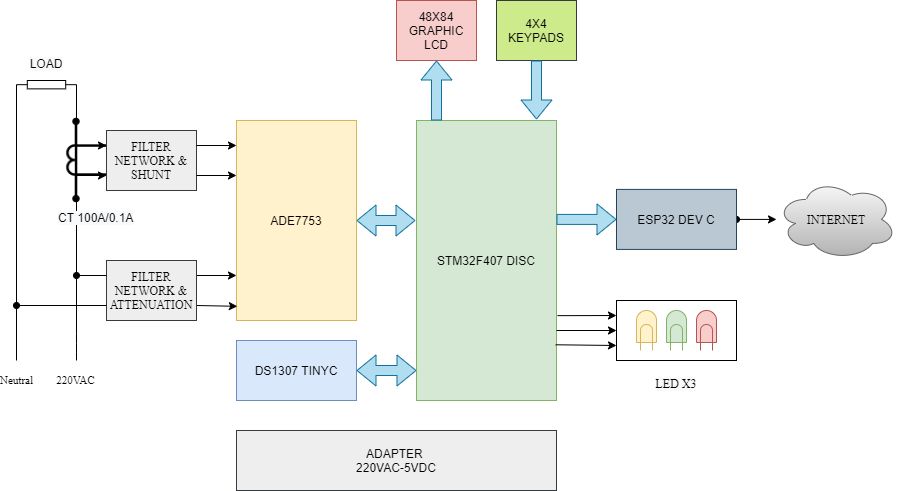 48X84
GRAPHIC
LCD
4X4
KEYPADS
LOAD
FILTER
NETWORK &
SHUNT
CT 100A/0.1A
ADE7753
STM32F407 DISC
ESP32 DEV C
INTERNET
FILTER
NETWORK &
ATTENUATION
Neutral
220VAC
DS1307 TINYC
LED X3
ADAPTER
220VAC-5VDC